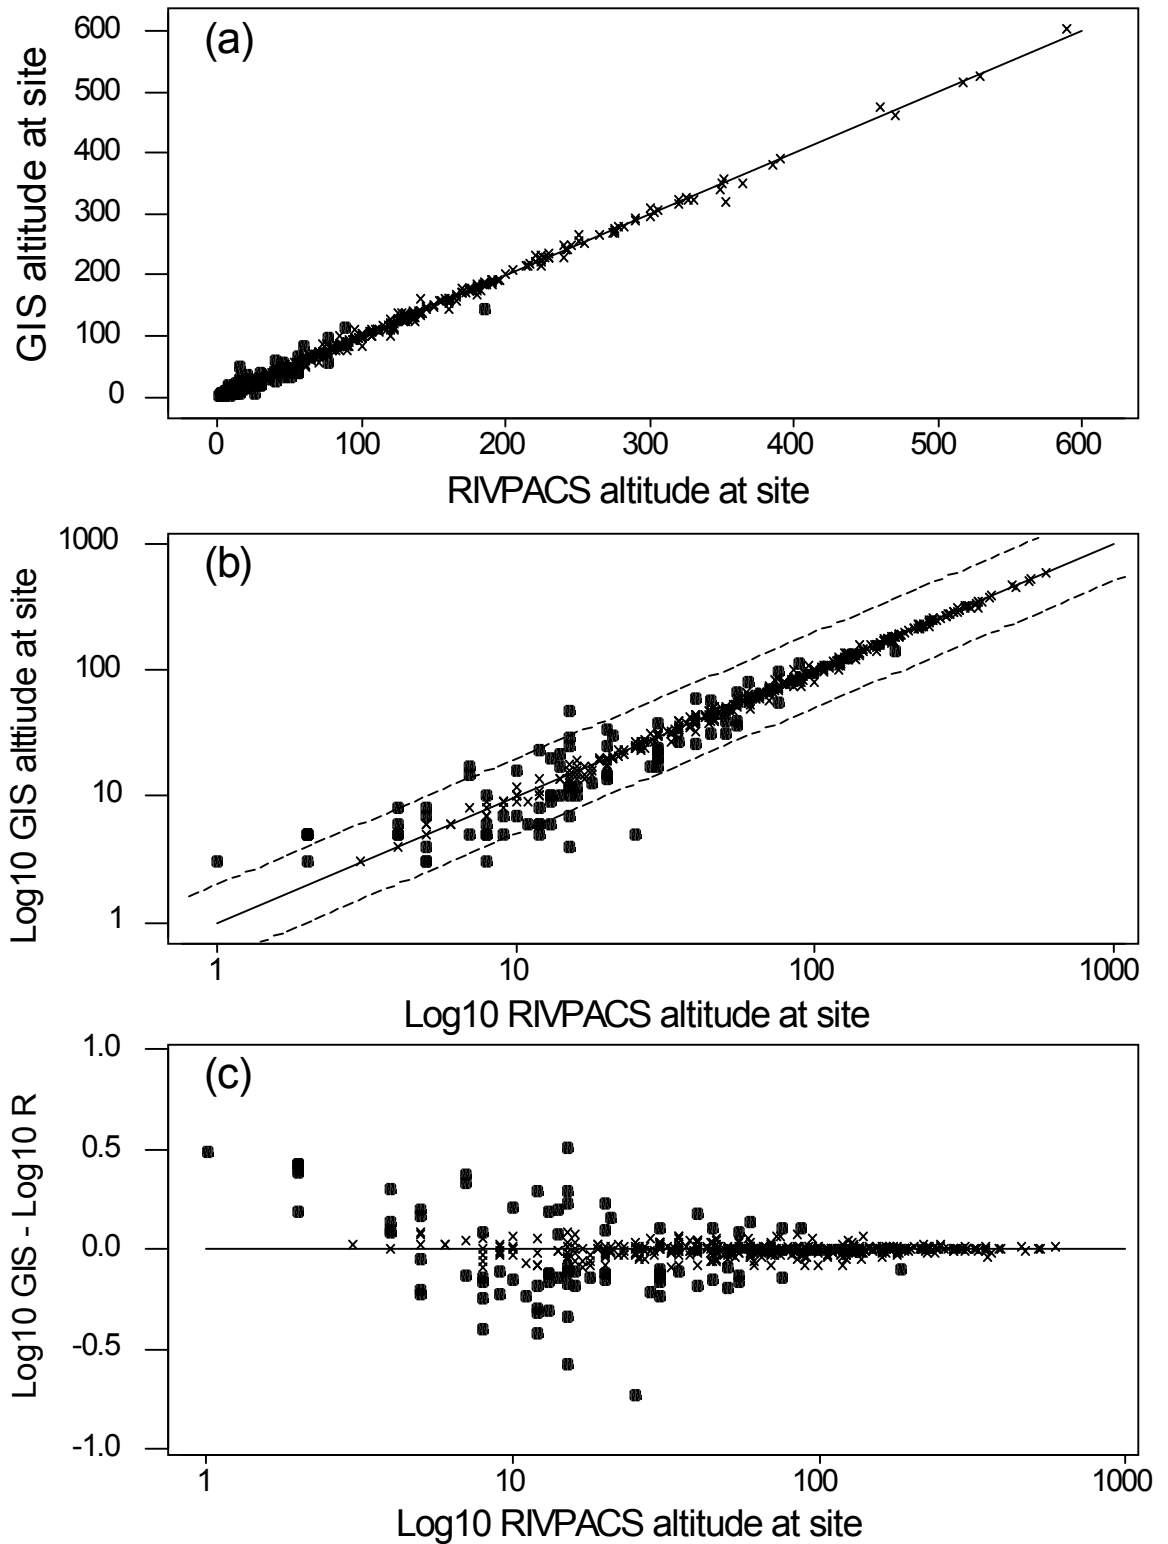 (a)
600
500
400
300
200
100
0
GIS altitude at site
0 100 200 300 400 500 600
RIVPACS altitude at site
(b)
1000
100
10
1
Log10 GIS altitude at site
1 10 100 1000
Log10 RIVPACS altitude at site
(c)
1.0
0.5
0.0
-0.5
-1.0
Log10 GIS - Log10 R
1 10 100 1000
Log10 RIVPACS altitude at site